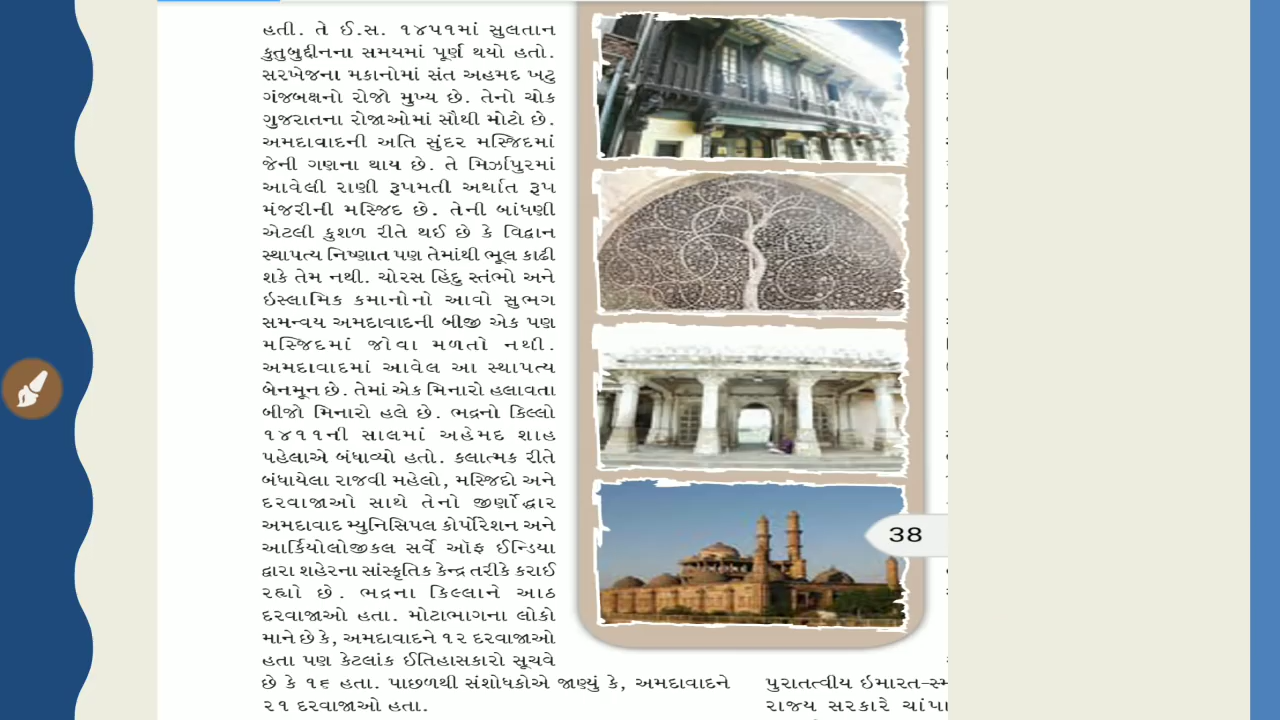 હતી. તે ઈ.સ. ૧૪૫૧માં સુલતાન
કુતુબુદ્દીનના સમયમાં પૂર્ણ થયો હતો.
સરખેજના મકાનોમાં સંત અહમદ ખટુ
ગંજબક્ષનો રોજો મુખ્ય છે. તેનો ચોક
ગુજરાતના રોજાઓમાં સૌથી મોટો છે.
અમદાવાદની અતિ સુંદર મસ્જિદમાં
જેની ગણના થાય છે. તે મિર્ઝાપુરમાં
આવેલી રાણી રૂપમતી અર્થાત રૂપ
મંજરીની મસ્જિદ છે. તેની બાંધણી
એટલી કુશળ રીતે થઈ છે કે વિદ્વાન
સ્થાપત્ય નિષ્ણાત પણ તેમાંથી ભૂલ કાઢી
શકે તેમ નથી. ચોરસ હિંદુ સ્તંભો અને
ઇસ્લામિક કમાનોનો આવો સુભગ
સમન્વય અમદાવાદની બીજી એક પણ
મસ્જિદમાં જોવા મળતો નથી.
અમદાવાદમાં આવેલ આ સ્થાપત્ય
બેનમૂન છે. તેમાં એક મિનારો હલાવતા
બીજો મિનારો હલે છે. ભદ્રનો કિલ્લો
૧૪૧૧ની સાલમાં અહેમદ શાહ
પહેલાએ બંધાવ્યો હતો. કલાત્મક રીતે
બંધાયેલા રાજવી મહેલો, મસ્જિદો અને
દરવાજાઓ સાથે તેનો જીર્ણોદ્ધાર
અમદાવાદ મ્યુનિસિપલ કોર્પોરેશન અને
આર્કિયોલોજીકલ સર્વે ઑફ ઈન્ડિયા
દ્વારા શહેરના સાંસ્કૃતિક કેન્દ્ર તરીકે કરાઈ
રહ્યો છે. ભદ્રના કિલ્લાને આઠ
દરવાજાઓ હતા. મોટાભાગના લોકો
માને છે કે, અમદાવાદને ૧૨ દરવાજાઓ
હતા પણ કેટલાંક ઈતિહાસકારો સૂચવે
છે કે ૧૬ હતા. પાછળથી સંશોધકોએ જાણ્યું કે, અમદાવાદને
૨૧ દરવાજાઓ હતા.
38
પુરાતત્વીય ઇમારત-સ્મ
રાજય સરકારે ચાંપા